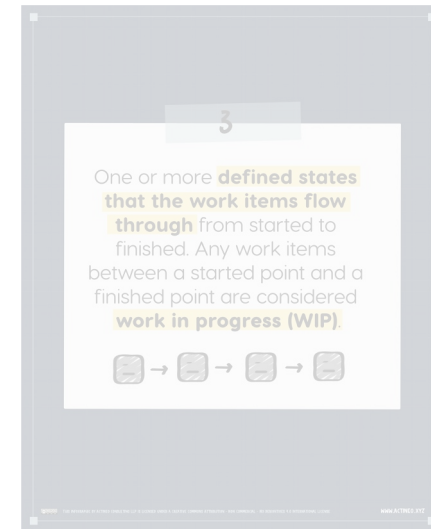 3
One or more defined states
that the work items flow
through from started to
finished. Any work items
between a started point and a
finished point are considered
work in progress (WIP).